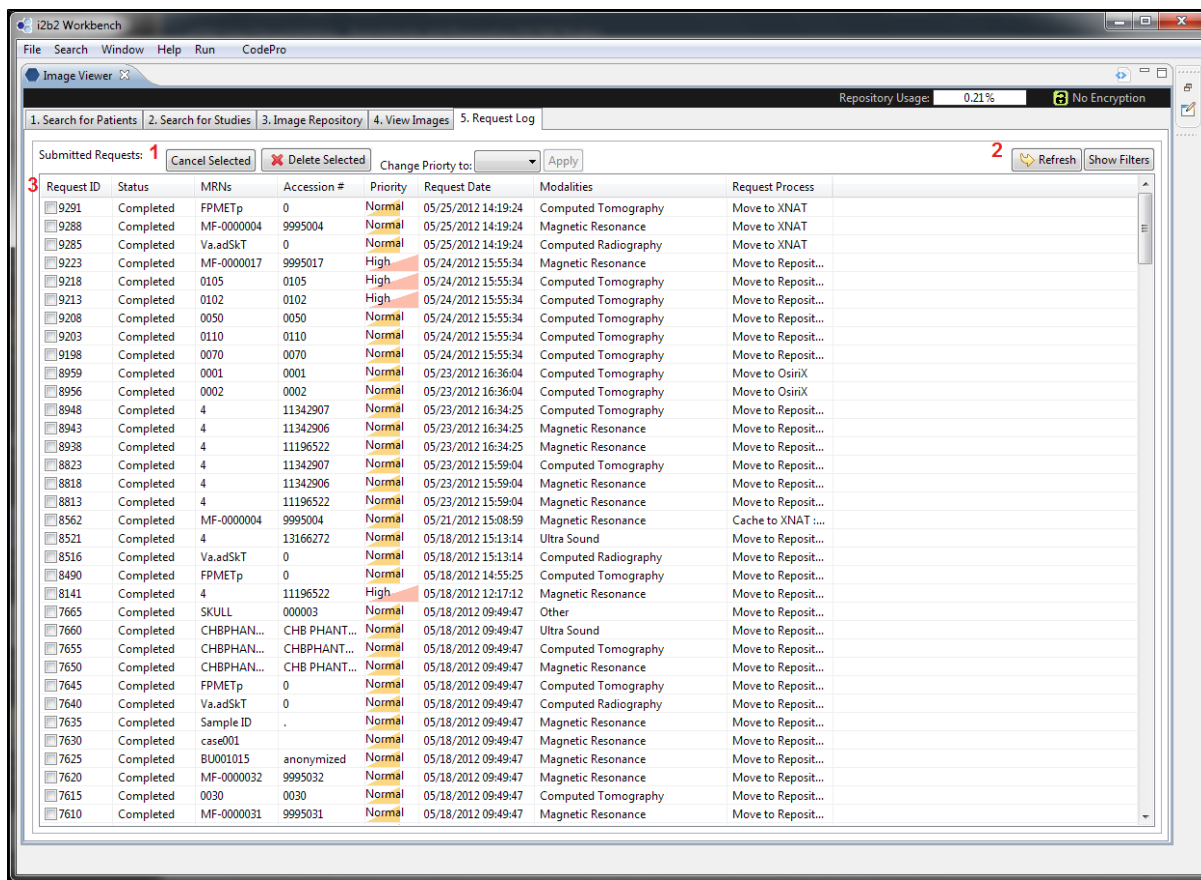 i2b2 Workbench
File Search Window Help Run CodePro
Image Viewer
Repository Usage: 0.21% No Encryption
1. Search for Patients 2. Search for Studies 3. Image Repository 4. View Images 5. Request Log
Submitted Requests: 1 Cancel Selected Delete Selected Change Priorty to: Apply 2 Refresh Show Filters
3 Request ID Status MRNs Accession # Priority Request Date Modalities Request Process
9291 Completed FPMETp 0 Normal 05/25/2012 14:19:24 Computed Tomography Move to XNAT
9288 Completed MF-0000004 9995004 Normal 05/25/2012 14:19:24 Magnetic Resonance Move to XNAT
9285 Completed Va.adSkT 0 Normal 05/25/2012 14:19:24 Computed Radiography Move to XNAT
9223 Completed MF-0000017 9995017 High 05/24/2012 15:55:34 Magnetic Resonance Move to Reposit...
9218 Completed 0105 0105 High 05/24/2012 15:55:34 Computed Tomography Move to Reposit...
9213 Completed 0102 0102 High 05/24/2012 15:55:34 Computed Tomography Move to Reposit...
9208 Completed 0050 0050 Normal 05/24/2012 15:55:34 Computed Tomography Move to Reposit...
9203 Completed 0110 0110 Normal 05/24/2012 15:55:34 Computed Tomography Move to Reposit...
9198 Completed 0070 0070 Normal 05/24/2012 15:55:34 Computed Tomography Move to Reposit...
8959 Completed 0001 0001 Normal 05/23/2012 16:36:04 Computed Tomography Move to OsiriX
8956 Completed 0002 0002 Normal 05/23/2012 16:36:04 Computed Tomography Move to OsiriX
8948 Completed 4 11342907 Normal 05/23/2012 16:34:25 Computed Tomography Move to Reposit...
8943 Completed 4 11342906 Normal 05/23/2012 16:34:25 Magnetic Resonance Move to Reposit...
8938 Completed 4 11196522 Normal 05/23/2012 16:34:25 Magnetic Resonance Move to Reposit...
8823 Completed 4 11342907 Normal 05/23/2012 15:59:04 Computed Tomography Move to Reposit...
8818 Completed 4 11342906 Normal 05/23/2012 15:59:04 Magnetic Resonance Move to Reposit...
8813 Completed 4 11196522 Normal 05/23/2012 15:59:04 Magnetic Resonance Move to Reposit...
8562 Completed MF-0000004 9995004 Normal 05/21/2012 15:08:59 Magnetic Resonance Cache to XNAT :...
8521 Completed 4 13166272 Normal 05/18/2012 15:13:14 Ultra Sound Move to Reposit...
8516 Completed Va.adSkT 0 Normal 05/18/2012 15:13:14 Computed Radiography Move to Reposit...
8490 Completed FPMETp 0 Normal 05/18/2012 14:55:25 Computed Tomography Move to Reposit...
8141 Completed 4 11196522 High 05/18/2012 12:17:12 Magnetic Resonance Move to Reposit...
7665 Completed SKULL 000003 Normal 05/18/2012 09:49:47 Other Move to Reposit...
7660 Completed CHBPHAN... CHB PHANT... Normal 05/18/2012 09:49:47 Ultra Sound Move to Reposit...
7655 Completed CHBPHAN... CHBPHANT... Normal 05/18/2012 09:49:47 Computed Tomography Move to Reposit...
7650 Completed CHBPHAN... CHB PHANT... Normal 05/18/2012 09:49:47 Magnetic Resonance Move to Reposit...
7645 Completed FPMETp 0 Normal 05/18/2012 09:49:47 Computed Tomography Move to Reposit...
7640 Completed Va.adSkT 0 Normal 05/18/2012 09:49:47 Computed Radiography Move to Reposit...
7635 Completed Sample ID . Normal 05/18/2012 09:49:47 Magnetic Resonance Move to Reposit...
7630 Completed case001 Normal 05/18/2012 09:49:47 Magnetic Resonance Move to Reposit...
7625 Completed BU001015 anonymized Normal 05/18/2012 09:49:47 Magnetic Resonance Move to Reposit...
7620 Completed MF-0000032 9995032 Normal 05/18/2012 09:49:47 Magnetic Resonance Move to Reposit...
7615 Completed 0030 0030 Normal 05/18/2012 09:49:47 Computed Tomography Move to Reposit...
7610 Completed MF-0000031 9995031 Normal 05/18/2012 09:49:47 Magnetic Resonance Move to Reposit...